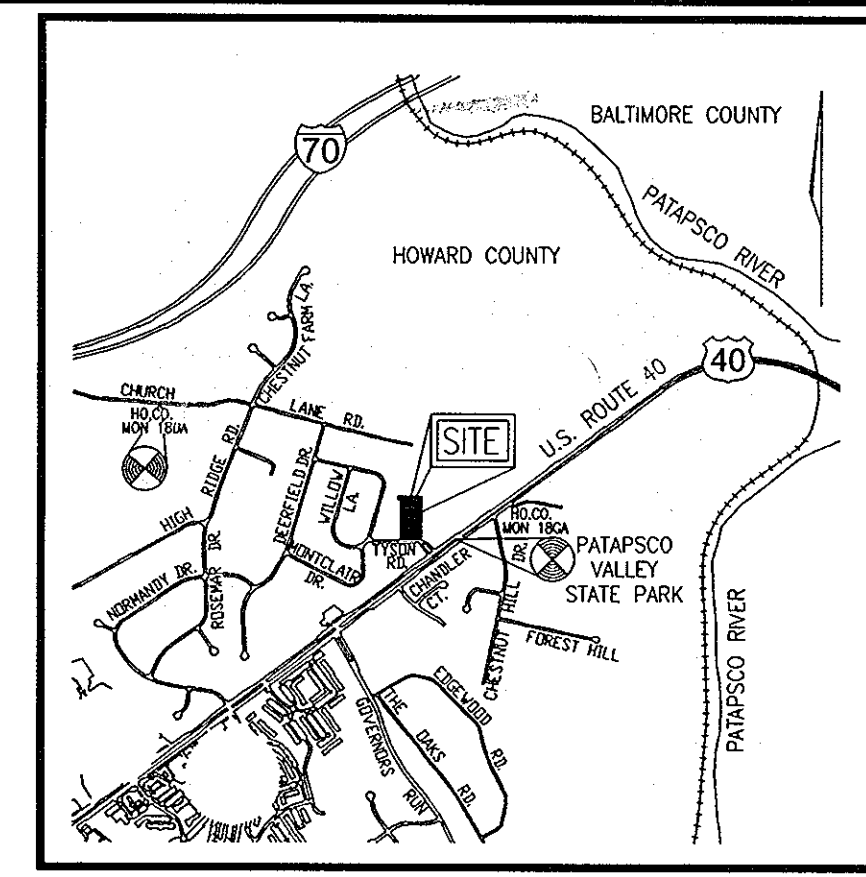 BALTIMORE COUNTY
70
PATAPSCO RIVER
HOWARD COUNTY
40
CHESTNUT FARM LA.
U.S. ROUTE 40
CHURCH
LANE RD.
HO.CO.
MON 18DA
SITE
RIDGE RD.
DEERFIELD DR.
WILLOW
LA.
HIGH
HO.CO.
MON 18GA
TYSON
RD.
CHANDLER
CT.
DR.
PATAPSCO
VALLEY
STATE PARK
MONTCLAIR
DR.
NORMANDY DR.
ROSEMAR DR.
CHESTNUT HILL
FOREST HILL
PATAPSCO RIVER
GOVERNORS
RUN
EDGEWOOD
RD.
THE
OAKS
RD.